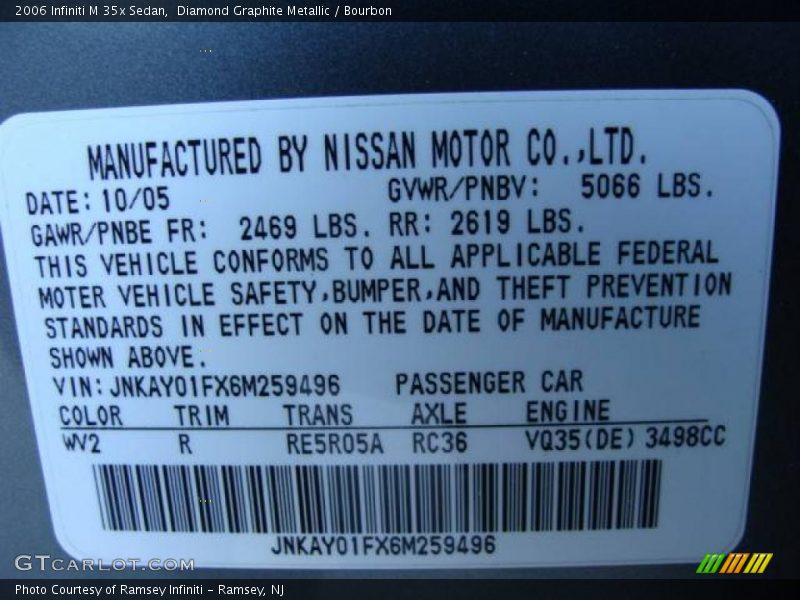 2006 Infiniti M 35x Sedan,  Diamond Graphite Metallic / Bourbon
MANUFACTURED BY NISSAN MOTOR CO.,LTD.
DATE: 10/05 GVWR/PNBV: 5066 LBS.
GAWR/PNBE FR: 2469 LBS. RR: 2619 LBS.
THIS VEHICLE CONFORMS TO ALL APPLICABLE FEDERAL
MOTER VEHICLE SAFETY,BUMPER,AND THEFT PREVENTION
STANDARDS IN EFFECT ON THE DATE OF MANUFACTURE
SHOWN ABOVE.
VIN: JNKAY01FX6M259496 PASSENGER CAR
COLOR TRIM TRANS AXLE ENGINE
WV2 R RE5R05A RC36 VQ35(DE) 3498CC
JNKAY01FX6M259496
GTCARLOT.COM
Photo Courtesy of Ramsey Infiniti - Ramsey, NJ